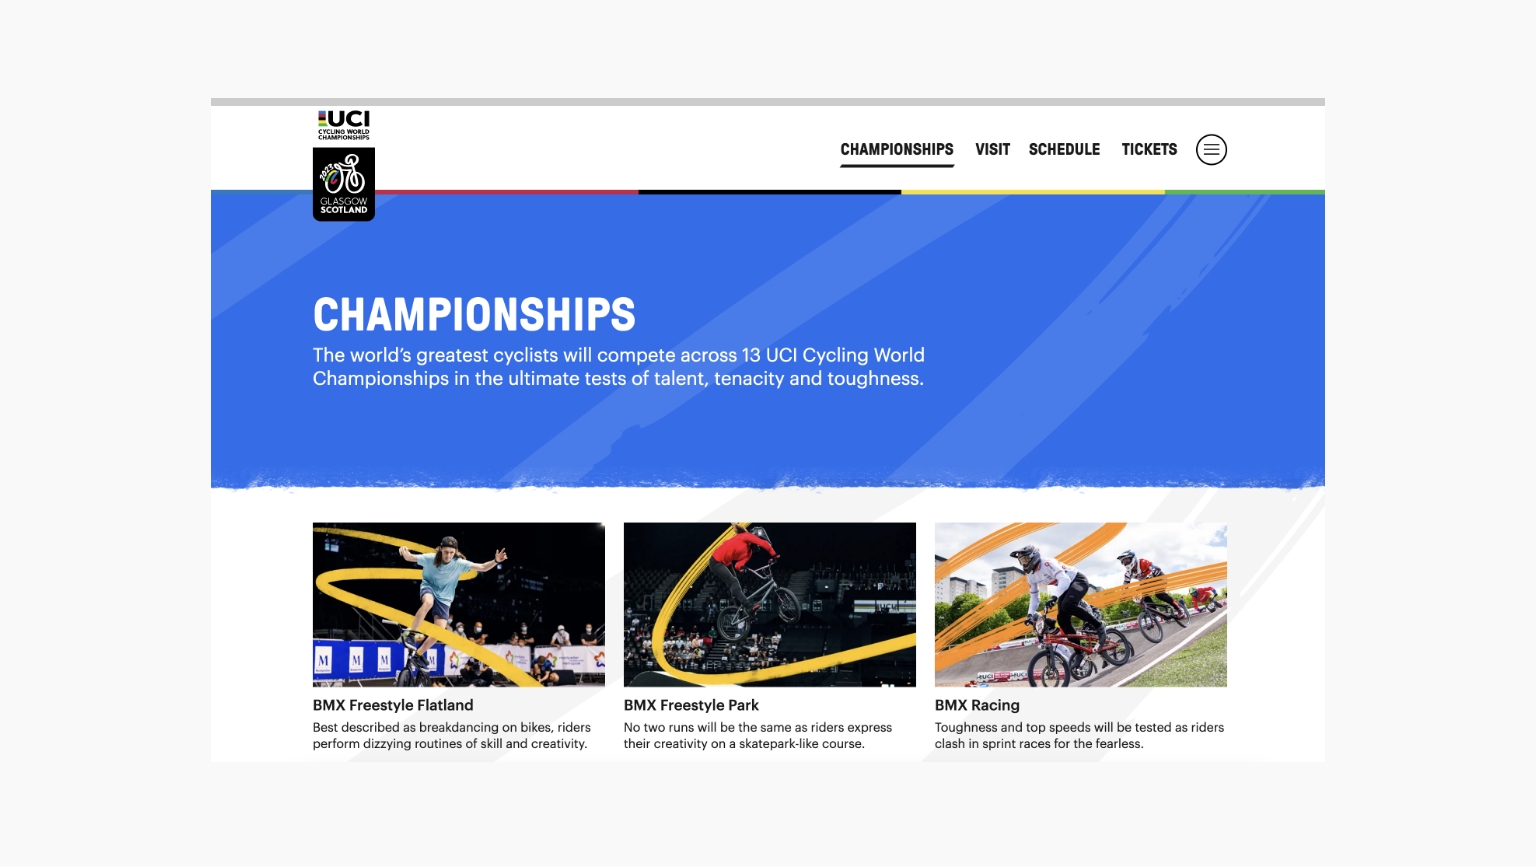 UCI
CYCLING WORLD
CHAMPIONSHIPS
2023
GLASGOW
SCOTLAND
CHAMPIONSHIPS VISIT SCHEDULE TICKETS
CHAMPIONSHIPS
The world's greatest cyclists will compete across 13 UCI Cycling World
Championships in the ultimate tests of talent, tenacity and toughness.
M M M M
UCI
UCI UCI
BMX Freestyle Flatland
Best described as breakdancing on bikes, riders
perform dizzying routines of skill and creativity.
BMX Freestyle Park
No two runs will be the same as riders express
their creativity on a skatepark-like course.
BMX Racing
Toughness and top speeds will be tested as riders
clash in sprint races for the fearless.